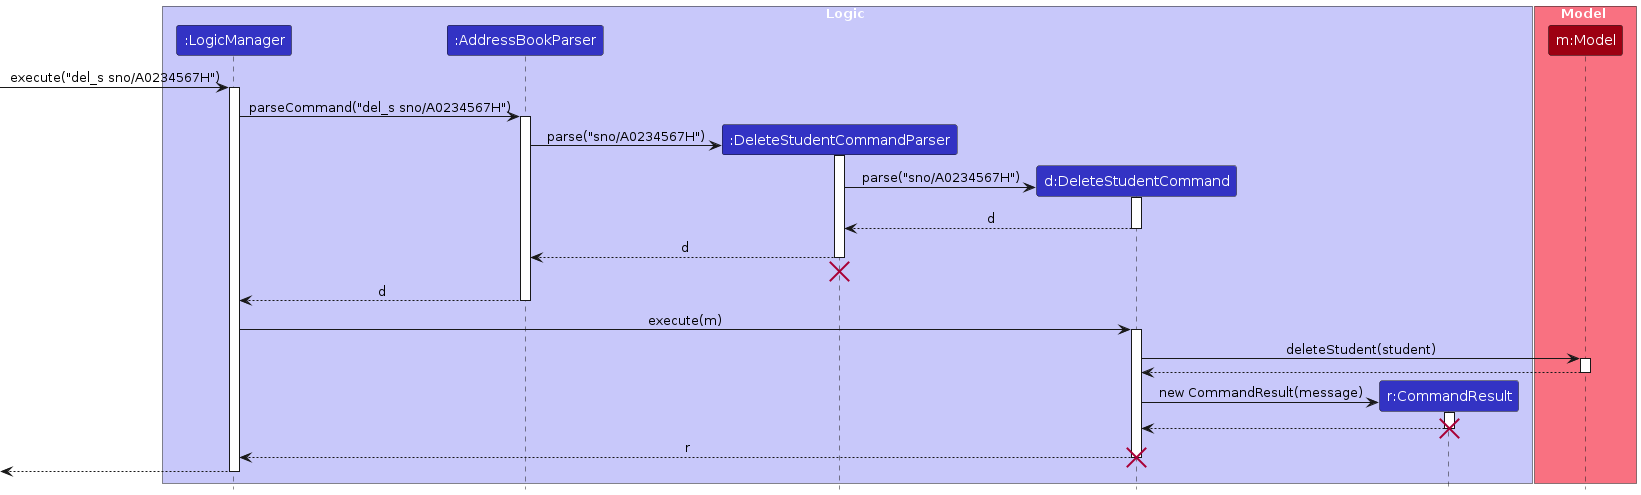 Logic
Model
:LogicManager
:AddressBookParser
m:Model
execute("del_s sno/A0234567H")
parseCommand("del_s sno/A0234567H")
parse("sno/A0234567H")
:DeleteStudentCommandParser
parse("sno/A0234567H")
d:DeleteStudentCommand
d
d
d
execute(m)
deleteStudent(student)
new CommandResult(message)
r:CommandResult
r